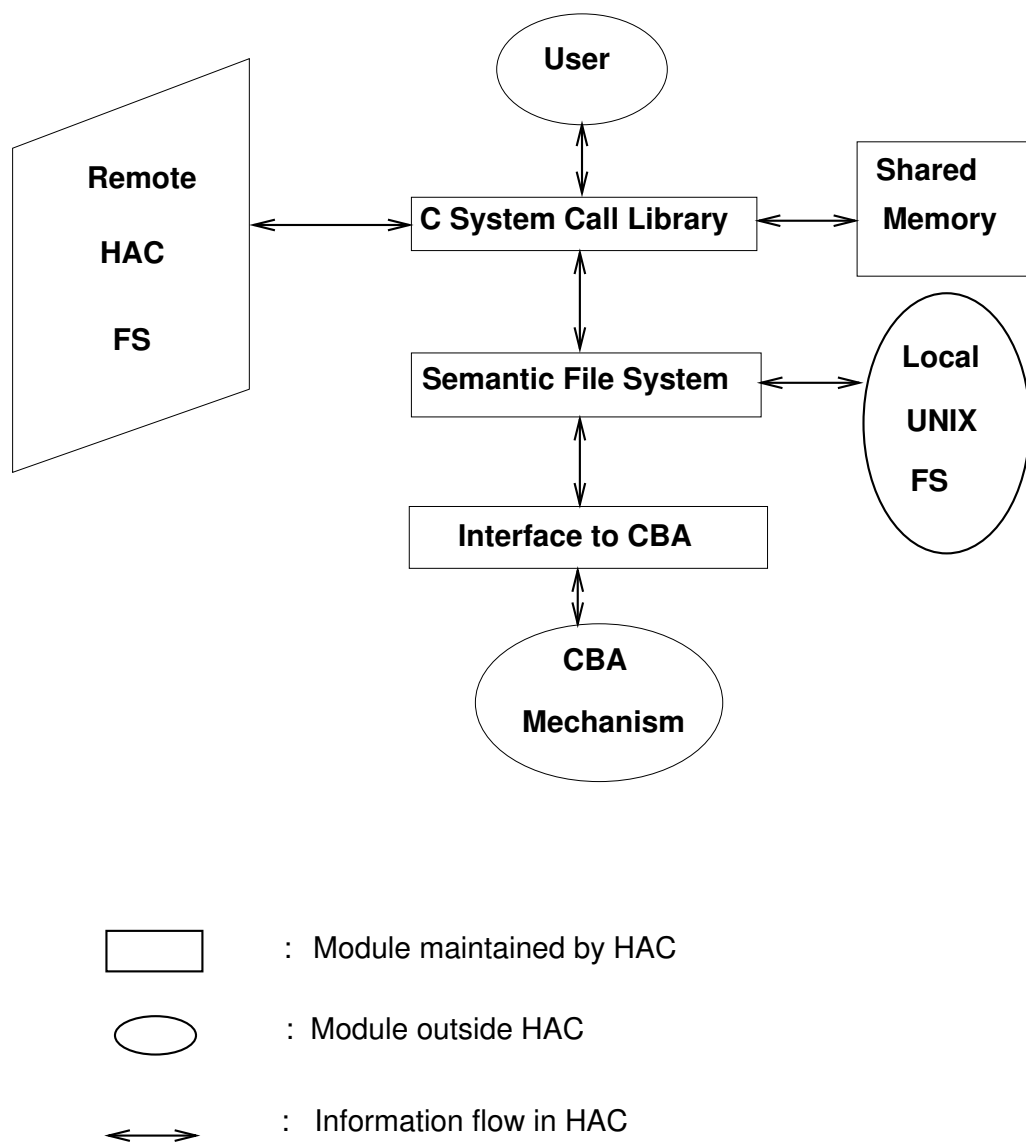 User
Remote
HAC
FS
C System Call Library
Shared
Memory
Semantic File System
Local
UNIX
FS
Interface to CBA
CBA
Mechanism
: Module maintained by HAC
: Module outside HAC
: Information flow in HAC